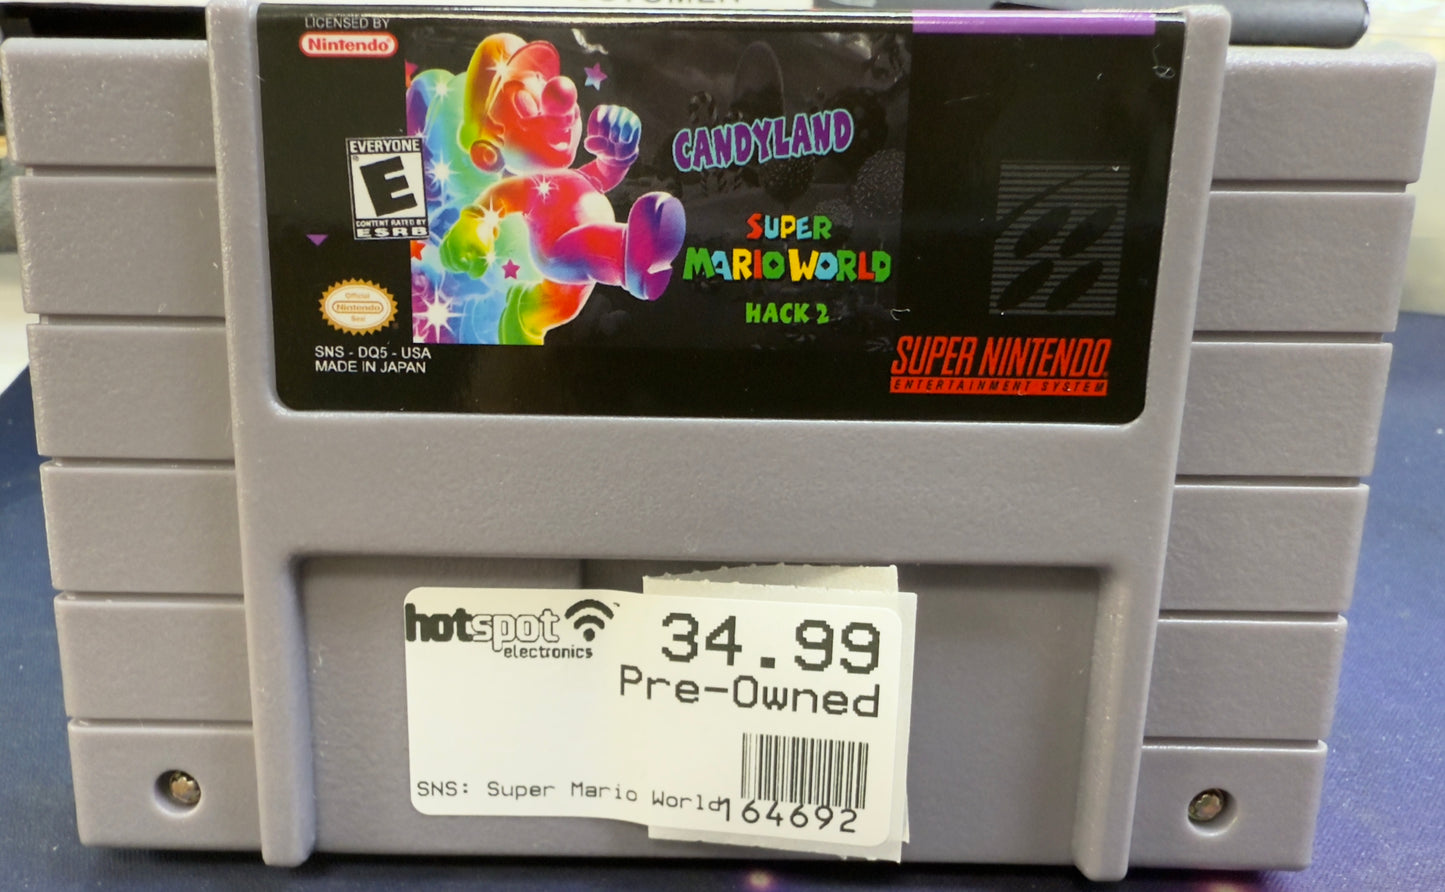 LICENSED BY
Nintendo
EVERYONE
E
CONTENT RATED BY
ESRB
CANDYLAND
SUPER
MARIO WORLD
HACK 2
Official
Nintendo
Seal
SNS - DQ5 - USA
MADE IN JAPAN
SUPER NINTENDO
ENTERTAINMENT SYSTEM
hotspot
electronics
34.99
Pre-Owned
SNS: Super Mario World
164692